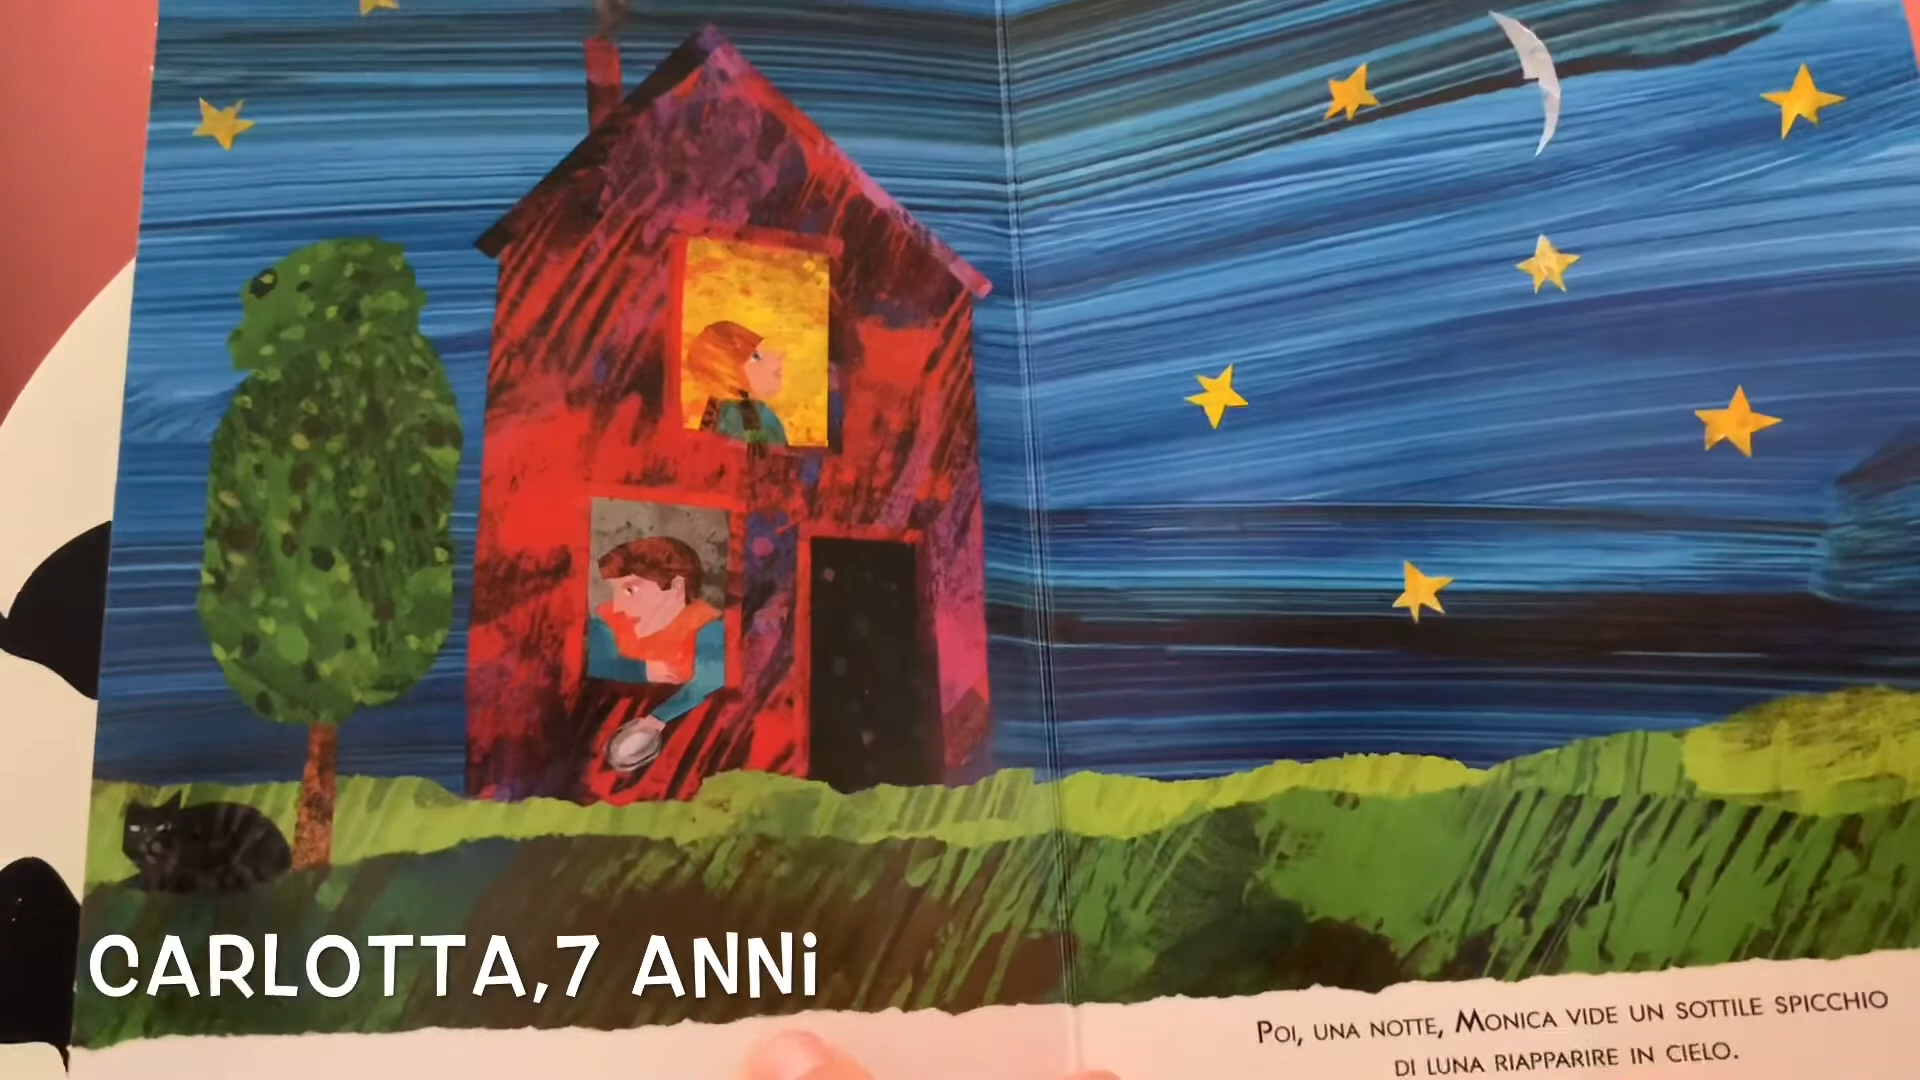 CARLOTTA,7 ANNi
POI, UNA NOTTE, MONICA VIDE UN SOTTILE SPICCHIO
DI LUNA RIAPPARIRE IN CIELO.